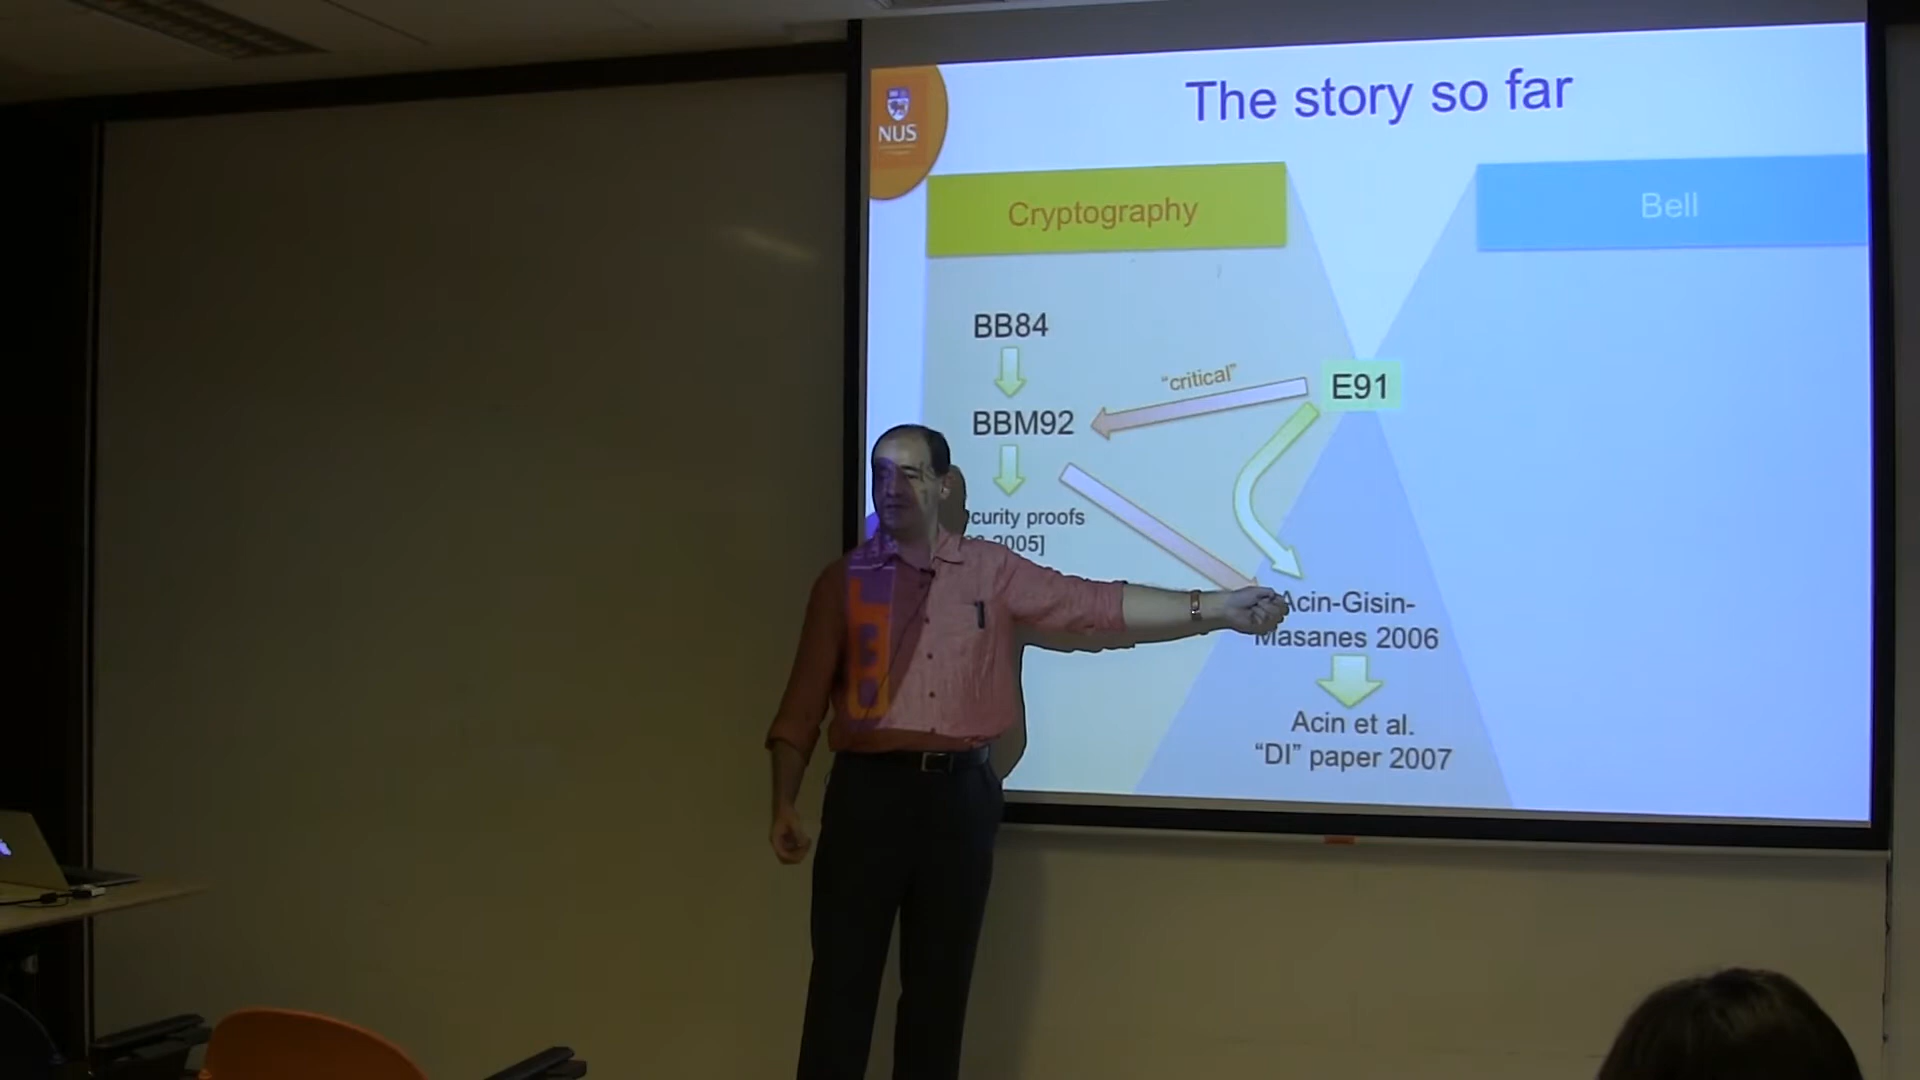 The story so far
NUS
Cryptography
Bell
BB84
"critical"
E91
BBM92
curity proofs
2005]
Acin-Gisin-
Masanes 2006
Acin et al.
"DI" paper 2007